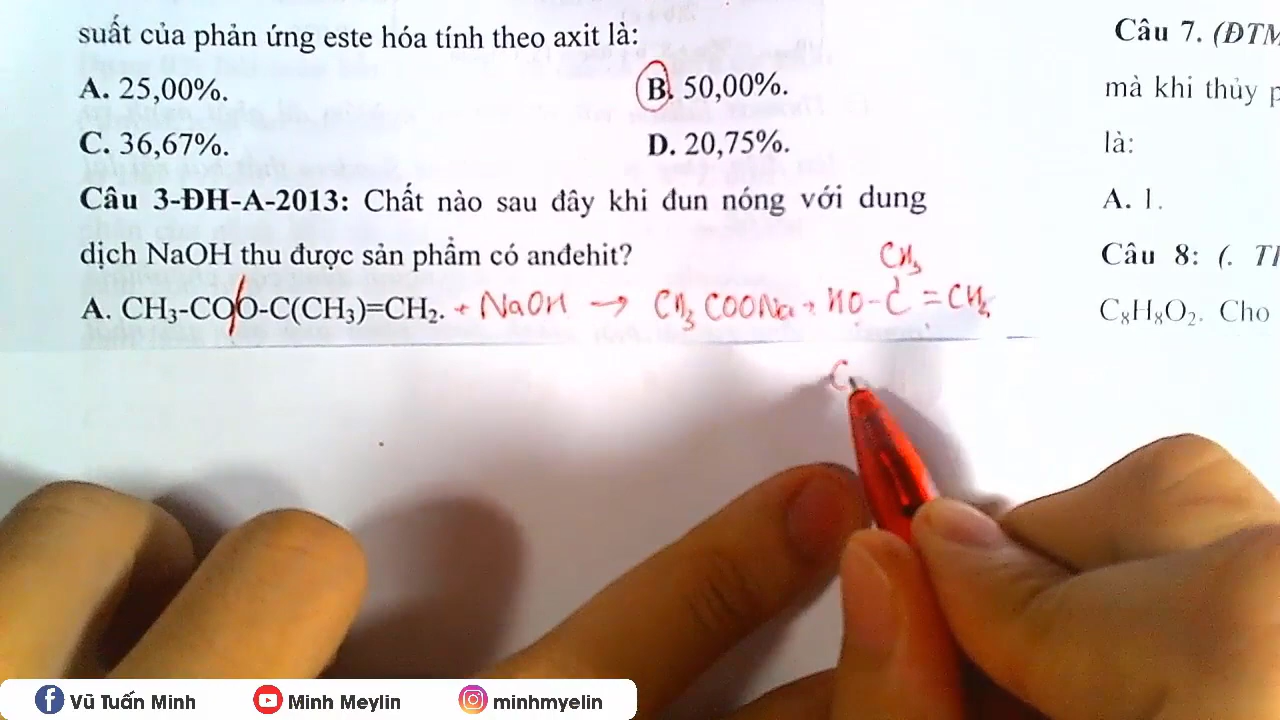 suất của phản ứng este hóa tính theo axit là:
A. 25,00%. B. 50,00%.
C. 36,67%. D. 20,75%.
Câu 3-ĐH-A-2013: Chất nào sau đây khi đun nóng với dung
dịch NaOH thu được sản phẩm có anđehit?
CH₃
A. CH₃-COO-C(CH₃)=CH₂. + NaOH → CH₃COONa + HO-C=CH₂
C
Câu 7. (ĐTM
mà khi thủy p
là:
A. 1.
Câu 8: (. TI
C₈H₈O₂. Cho
Vũ Tuấn Minh Minh Meylin minhmyelin